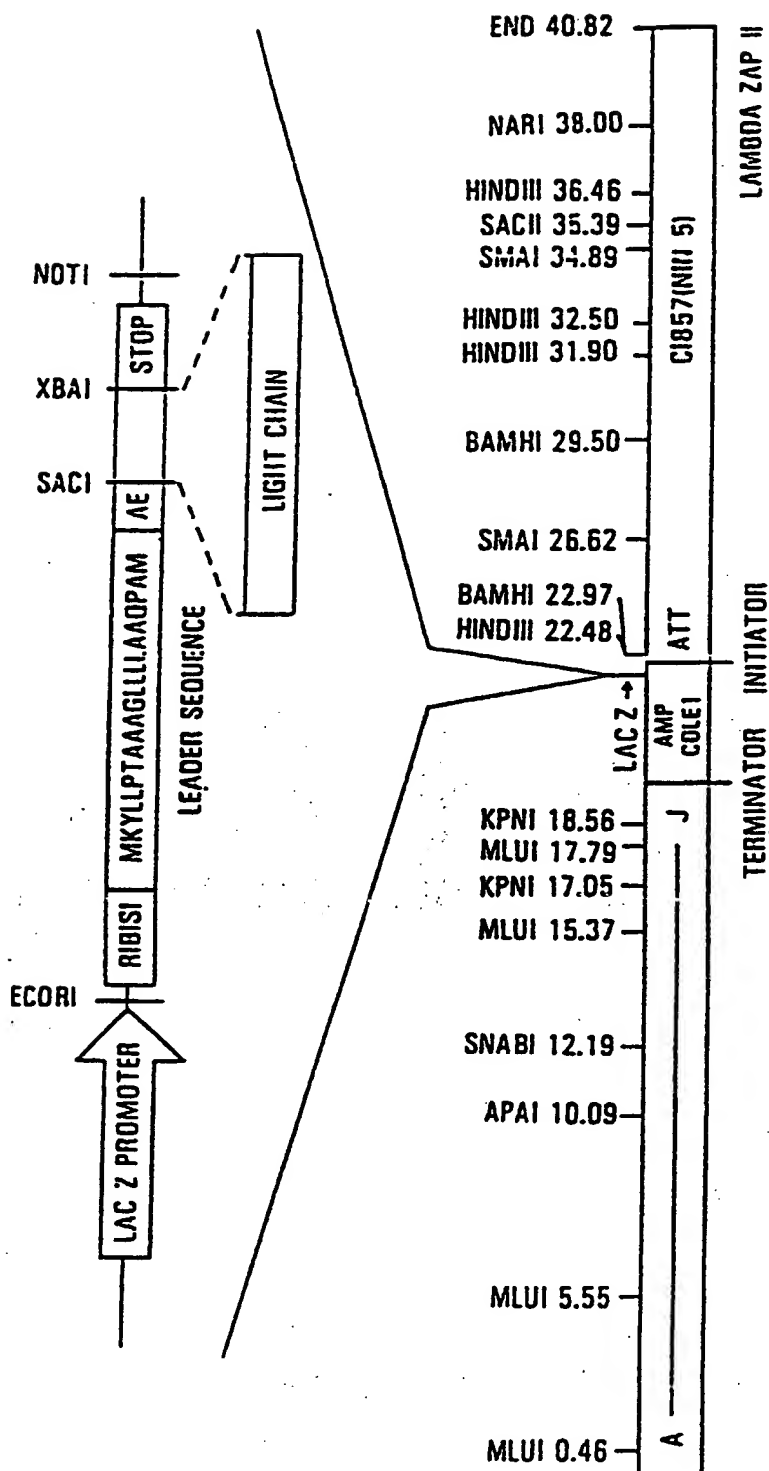 END 40.82
NARI 38.00
HINDIII 36.46
SACII 35.39
SMAI 34.89
HINDIII 32.50
HINDIII 31.90
BAMHI 29.50
SMAI 26.62
BAMHI 22.97
HINDIII 22.48
KPNI 18.56
MLUI 17.79
KPNI 17.05
MLUI 15.37
SNABI 12.19
APAI 10.09
MLUI 5.55
MLUI 0.46
LAMBDA ZAP II
CI857(NIN 5)
ATT
INITIATOR
LAC Z
AMP
COLE1
TERMINATOR
J
A
NOTI
STOP
XBAI
SACI
VE
LIGHT CHAIN
MKYLLPTAAAGLLLLAAQPAM
LEADER SEQUENCE
RIBISI
ECORI
LAC Z PROMOTER